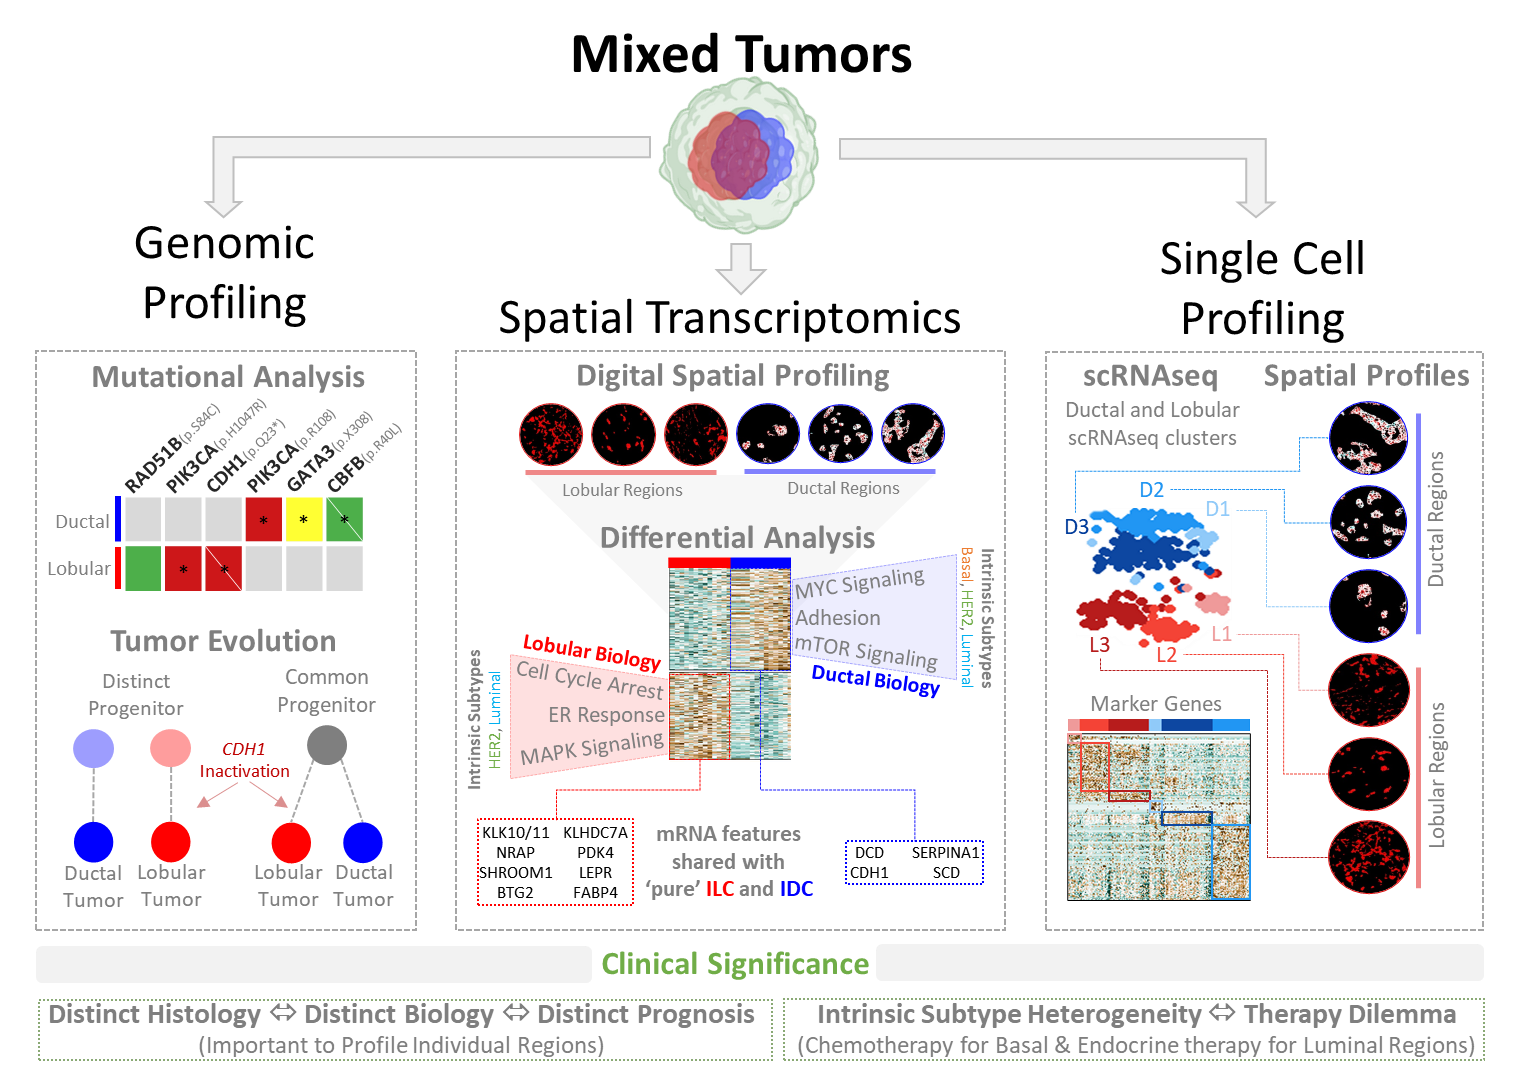 Mixed Tumors
Genomic
Profiling
Mutational Analysis
RAD51B(p.S84C)
PIK3CA(p.H1047R)
CDH1(p.Q23*)
PIK3CA(p.R108)
GATA3(p.X308)
CBFB(p.R40L)
Ductal
* * *
Lobular
* *
Tumor Evolution
Distinct
Progenitor
Common
Progenitor
CDH1
Inactivation
Ductal
Tumor
Lobular
Tumor
Lobular
Tumor
Ductal
Tumor
Spatial Transcriptomics
Digital Spatial Profiling
Lobular Regions
Ductal Regions
Differential Analysis
Lobular Biology
Cell Cycle Arrest
ER Response
MAPK Signaling
Intrinsic Subtypes
HER2, Luminal
MYC Signaling
Adhesion
mTOR Signaling
Ductal Biology
Basal, HER2, Luminal
Intrinsic Subtypes
KLK10/11 KLHDC7A
NRAP PDK4
SHROOM1 LEPR
BTG2 FABP4
mRNA features
shared with
‘pure’ ILC and IDC
DCD SERPINA1
CDH1 SCD
Single Cell
Profiling
scRNAseq
Spatial Profiles
Ductal and Lobular
scRNAseq clusters
D2
D1
D3
L1
L2
L3
Marker Genes
Ductal Regions
Lobular Regions
Clinical Significance
Distinct Histology ⇔ Distinct Biology ⇔ Distinct Prognosis
(Important to Profile Individual Regions)
Intrinsic Subtype Heterogeneity ⇔ Therapy Dilemma
(Chemotherapy for Basal & Endocrine therapy for Luminal Regions)